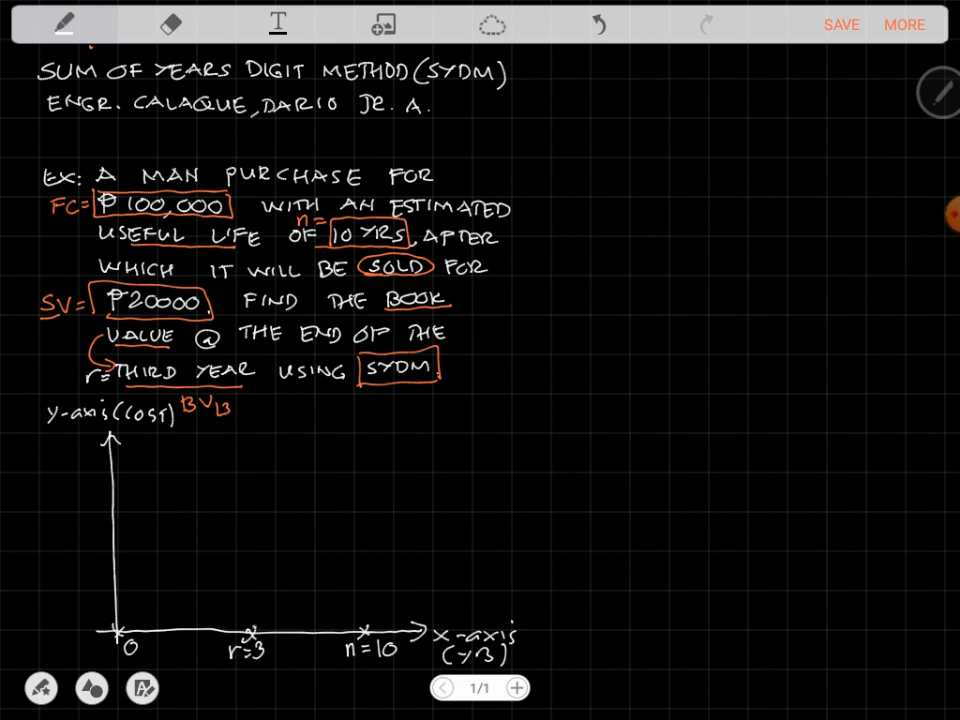 T
SAVE MORE
SUM OF YEARS DIGIT METHOD (SYDM)
ENGR. CALAQUE, DARIO JR. A.
EX: A MAN PURCHASE FOR
FC= ₱ 100,000 WITH AN ESTIMATED
n=
USEFUL LIFE OF 10 YRS, AFTER
WHICH IT WILL BE SOLD FOR
SV= ₱20000. FIND THE BOOK
VALUE @ THE END OF THE
r= THIRD YEAR USING SYDM.
y-axis (COST) BV3
0 r=3 n=10 x-axis
(yr)
1/1